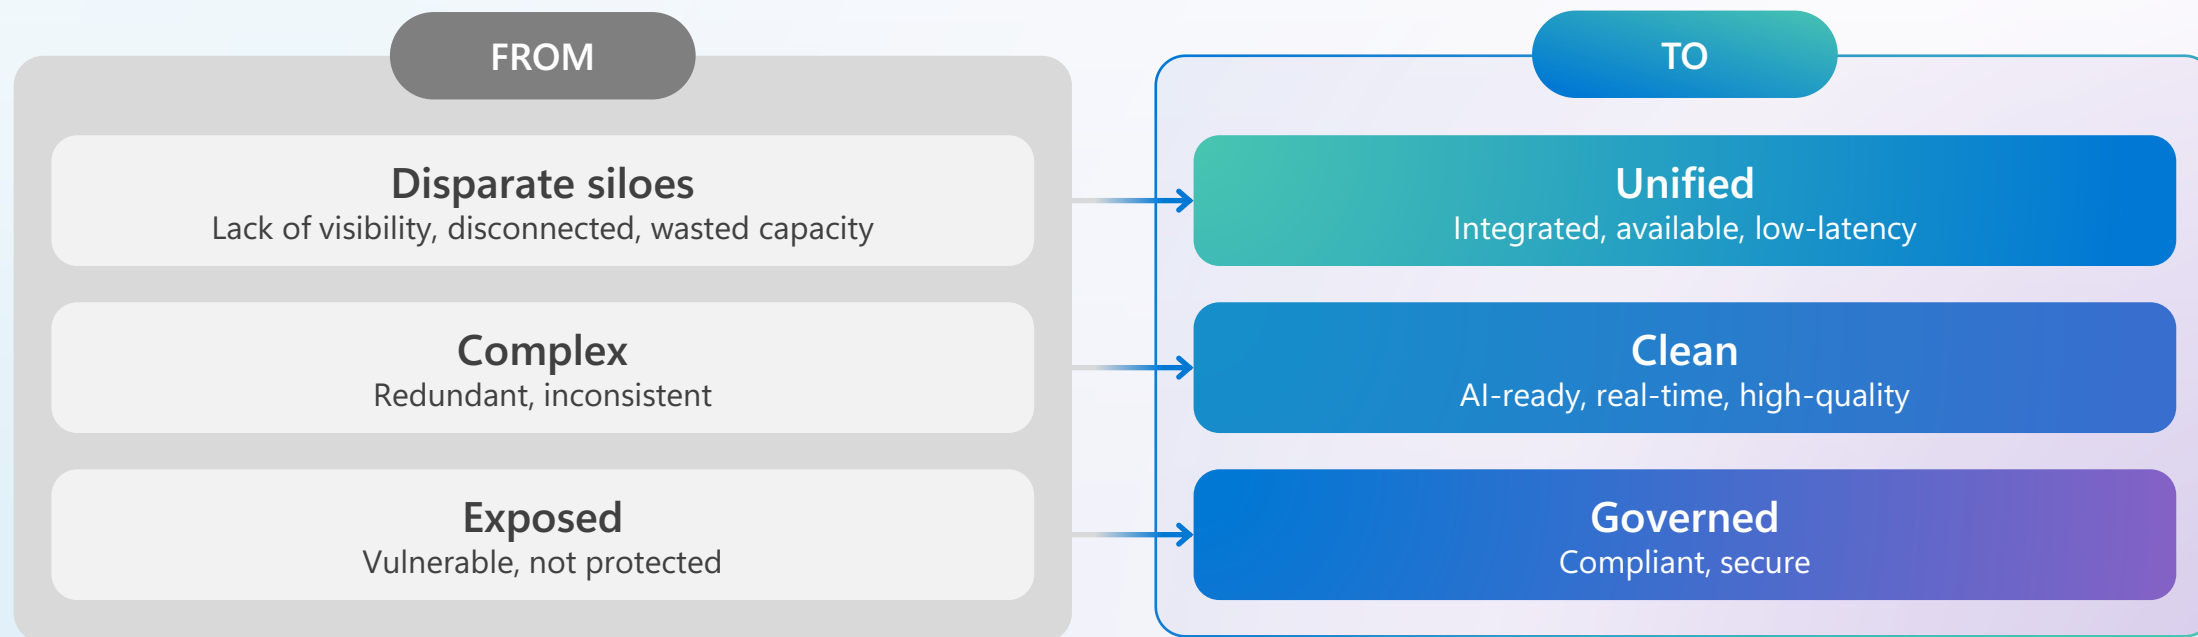 FROM
Disparate siloes
Lack of visibility, disconnected, wasted capacity
Complex
Redundant, inconsistent
Exposed
Vulnerable, not protected
TO
Unified
Integrated, available, low-latency
Clean
AI-ready, real-time, high-quality
Governed
Compliant, secure